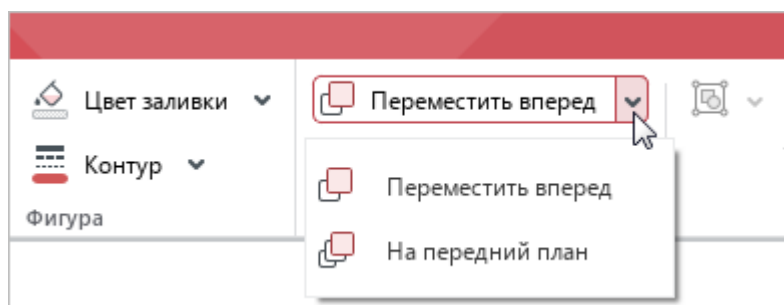 Цвет заливки
Переместить вперед
Контур
Переместить вперед
Фигура
На передний план